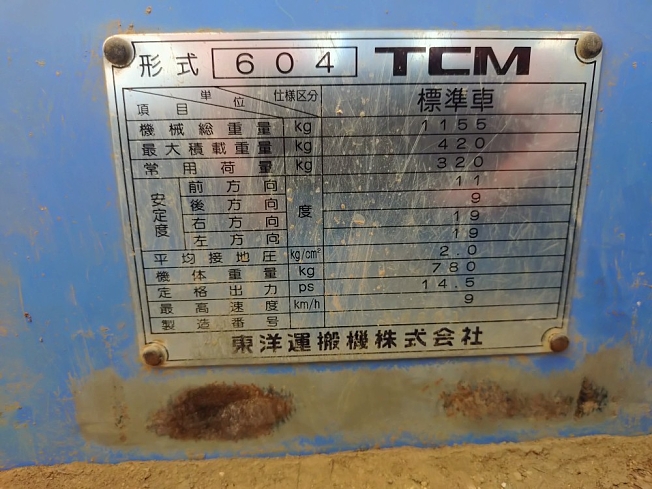 形式 604 TCM
単位 仕様区分 標準車
項目
機械総重量 kg 1155
最大積載重量 kg 420
常用荷量 kg 320
安定度 前方向 度 11
後方向 9
右方向 19
左方向 19
平均接地圧 kg/cm² 2.0
機体重量 kg 780
定格出力 ps 14.5
最高速度 km/h 9
製造番号
東洋運搬機株式会社